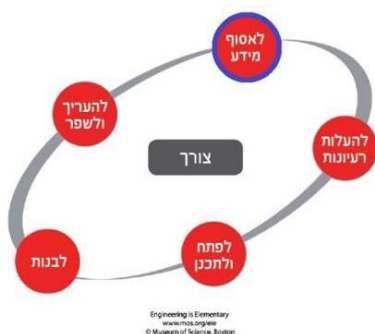 לאסוף
מידע
להעלות
רעיונות
לפתח
ולתכנן
לבנות
להעריך
ולשפר
צורך
Engineering is Elementary
www.mos.org/eie
© Museum of Science, Boston